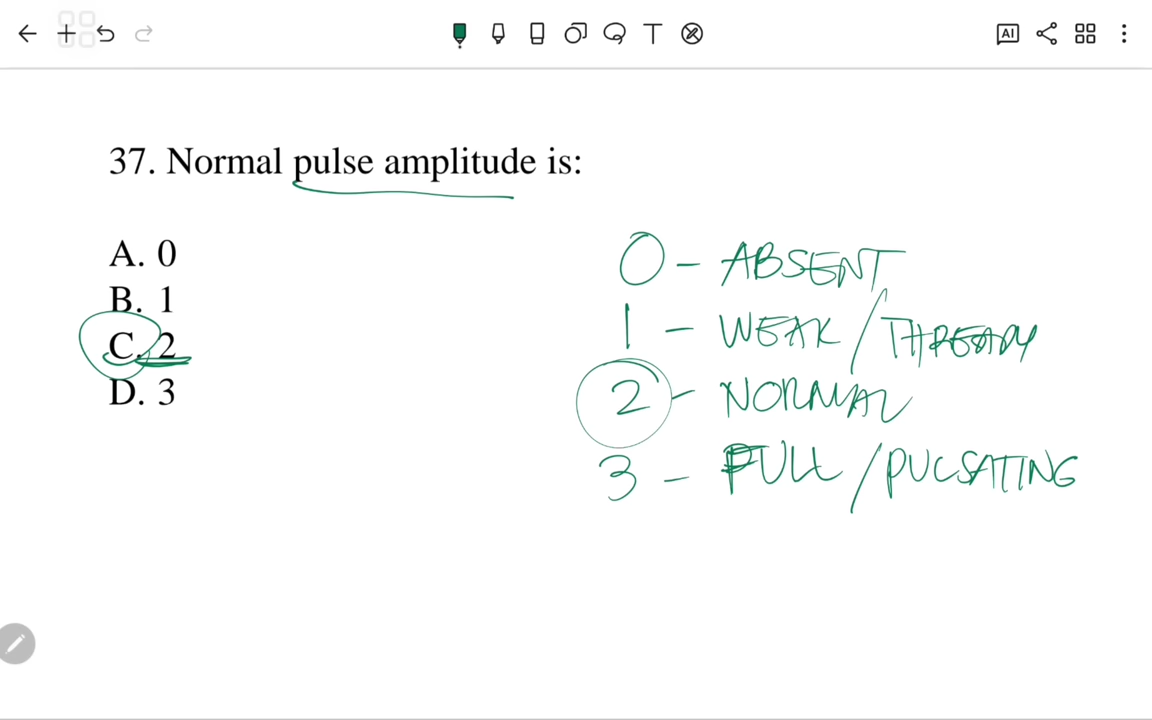 AI
T
37. Normal pulse amplitude is:
A. 0
B. 1
C. 2
D. 3
0 - ABSENT
1 - WEAK / THREADY
2 - NORMAL
3 - FULL / PULSATING